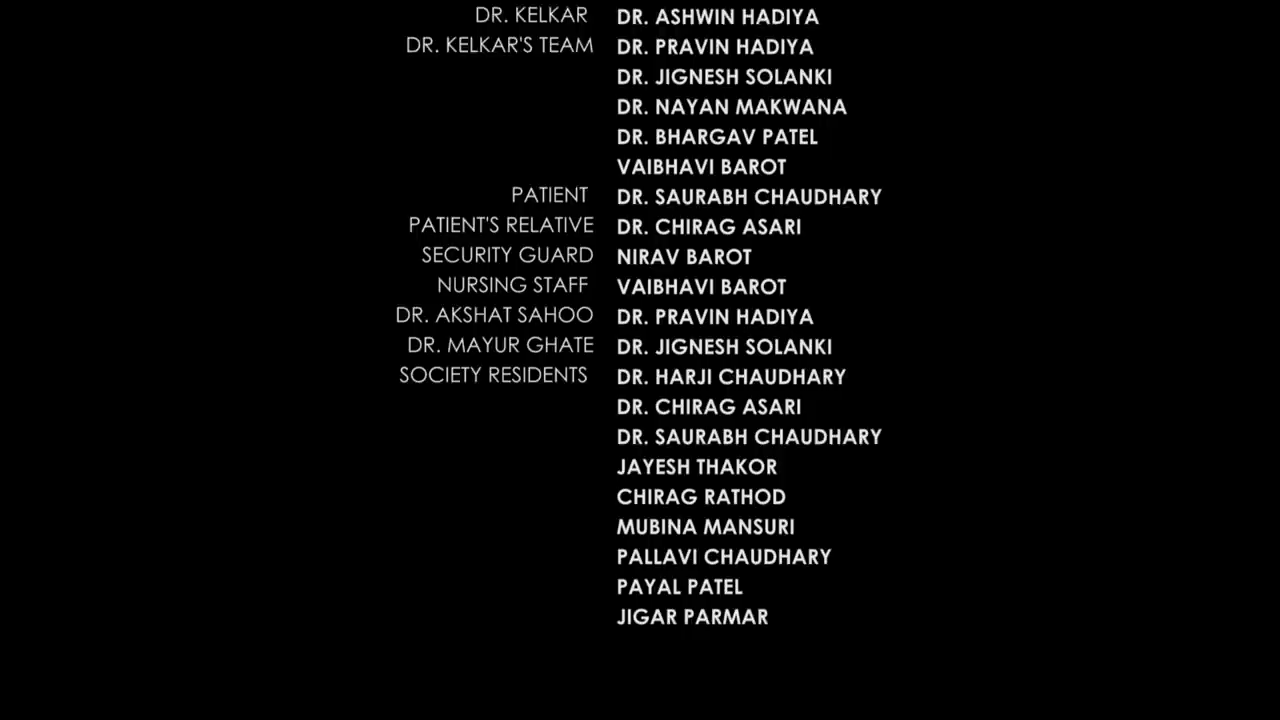 DR. KELKAR DR. ASHWIN HADIYA
DR. KELKAR'S TEAM DR. PRAVIN HADIYA
DR. JIGNESH SOLANKI
DR. NAYAN MAKWANA
DR. BHARGAV PATEL
VAIBHAVI BAROT
PATIENT DR. SAURABH CHAUDHARY
PATIENT'S RELATIVE DR. CHIRAG ASARI
SECURITY GUARD NIRAV BAROT
NURSING STAFF VAIBHAVI BAROT
DR. AKSHAT SAHOO DR. PRAVIN HADIYA
DR. MAYUR GHATE DR. JIGNESH SOLANKI
SOCIETY RESIDENTS DR. HARJI CHAUDHARY
DR. CHIRAG ASARI
DR. SAURABH CHAUDHARY
JAYESH THAKOR
CHIRAG RATHOD
MUBINA MANSURI
PALLAVI CHAUDHARY
PAYAL PATEL
JIGAR PARMAR